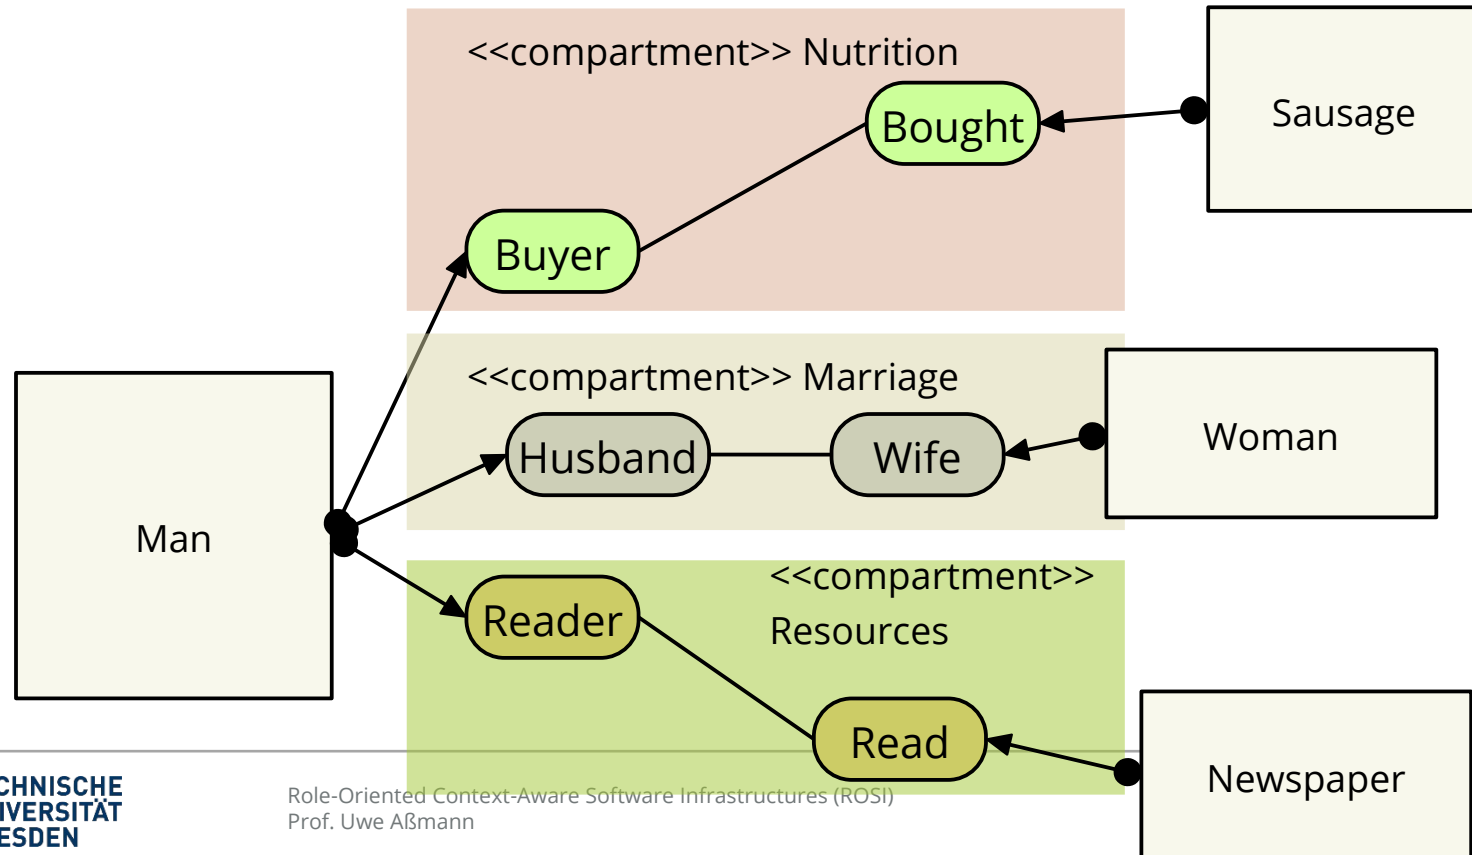 <<compartment>> Nutrition
Bought
Sausage
Buyer
<<compartment>> Marriage
Husband
Wife
Woman
Man
<<compartment>>
Resources
Reader
Read
Newspaper
CHNISCHE
IVERSITÄT
ESDEN
Role-Oriented Context-Aware Software Infrastructures (ROSI)
Prof. Uwe Aßmann